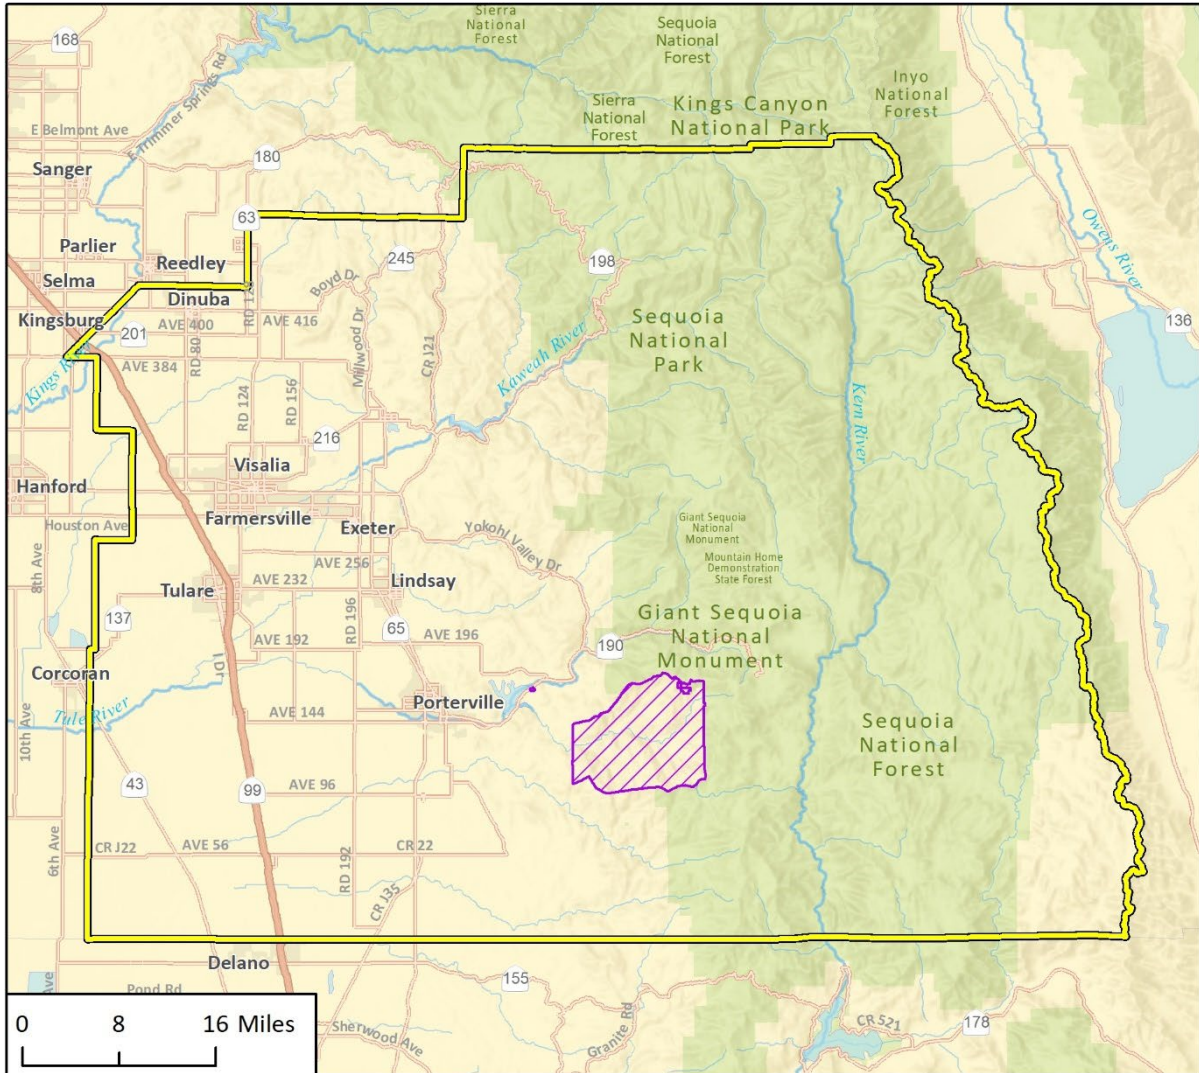 Sierra
National
Forest
Sequoia
National
Forest
168
E Trimmer Springs Rd
Inyo
National
Forest
Sierra
National
Forest
Kings Canyon
National Park
E Belmont Ave
Sanger
180
63
Parlier
Reedley
245
198
Owens River
Selma
Boyd Dr
Dinuba
Kingsburg
201
AVE 400
AVE 416
Sequoia
National
Park
136
Kings
AVE 384
RD 80
Millwood Dr
CR J21
Kaweah River
RD 124
RD 156
Kern River
216
Visalia
Hanford
Farmersville
Houston Ave
Exeter
Yokohl Valley Dr
Giant Sequoia
National
Monument
Mountain Home
Demonstration
State Forest
8th Ave
AVE 256
AVE 232
Lindsay
Tulare
RD 196
137
65
AVE 192
AVE 196
190
Giant Sequoia
National
Monument
I Dr
Corcoran
Porterville
Tule River
AVE 144
10th Ave
Sequoia
National
Forest
43
99
AVE 96
6th Ave
CR J22
AVE 56
RD 192
CR 22
CR J35
Delano
155
Pond Rd
Ave
0 8 16 Miles
Sherwood Ave
Granite Rd
CR 521
178